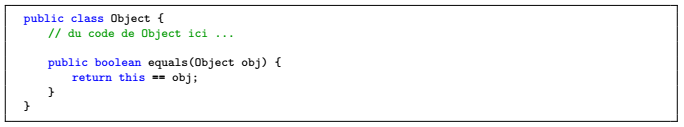 public class Object {
// du code de Object ici ...
public boolean equals(Object obj) {
return this == obj;
}
}